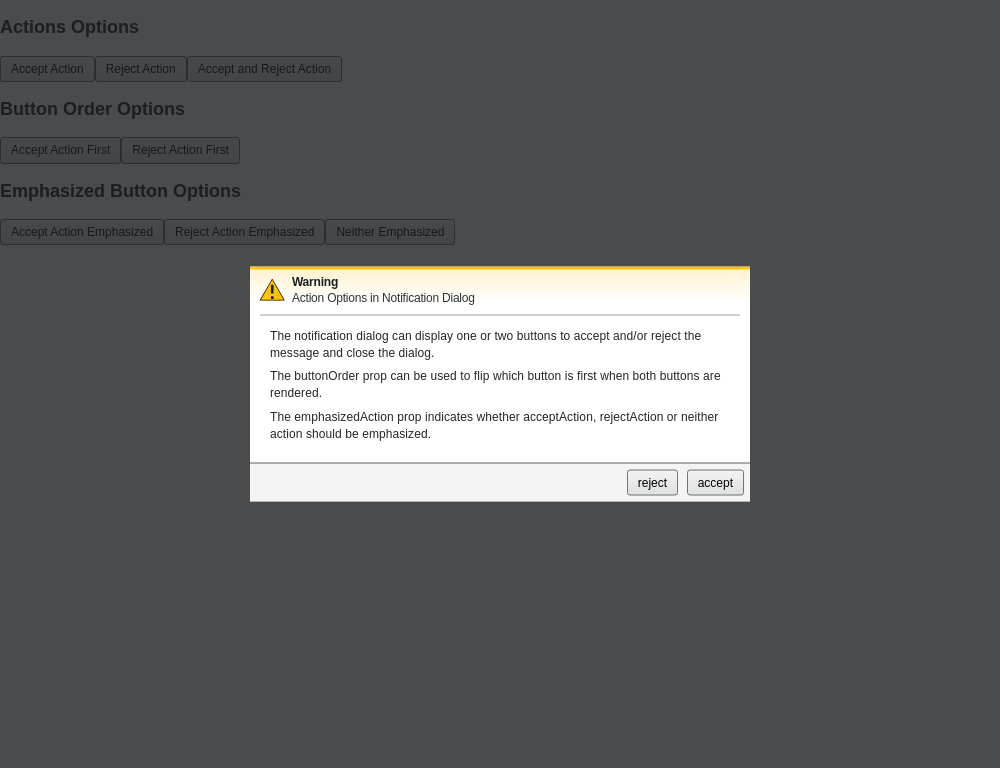 Actions Options
Accept Action Reject Action Accept and Reject Action
Button Order Options
Accept Action First Reject Action First
Emphasized Button Options
Accept Action Emphasized Reject Action Emphasized Neither Emphasized
Warning
Action Options in Notification Dialog
The notification dialog can display one or two buttons to accept and/or reject the
message and close the dialog.
The buttonOrder prop can be used to flip which button is first when both buttons are
rendered.
The emphasizedAction prop indicates whether acceptAction, rejectAction or neither
action should be emphasized.
reject accept